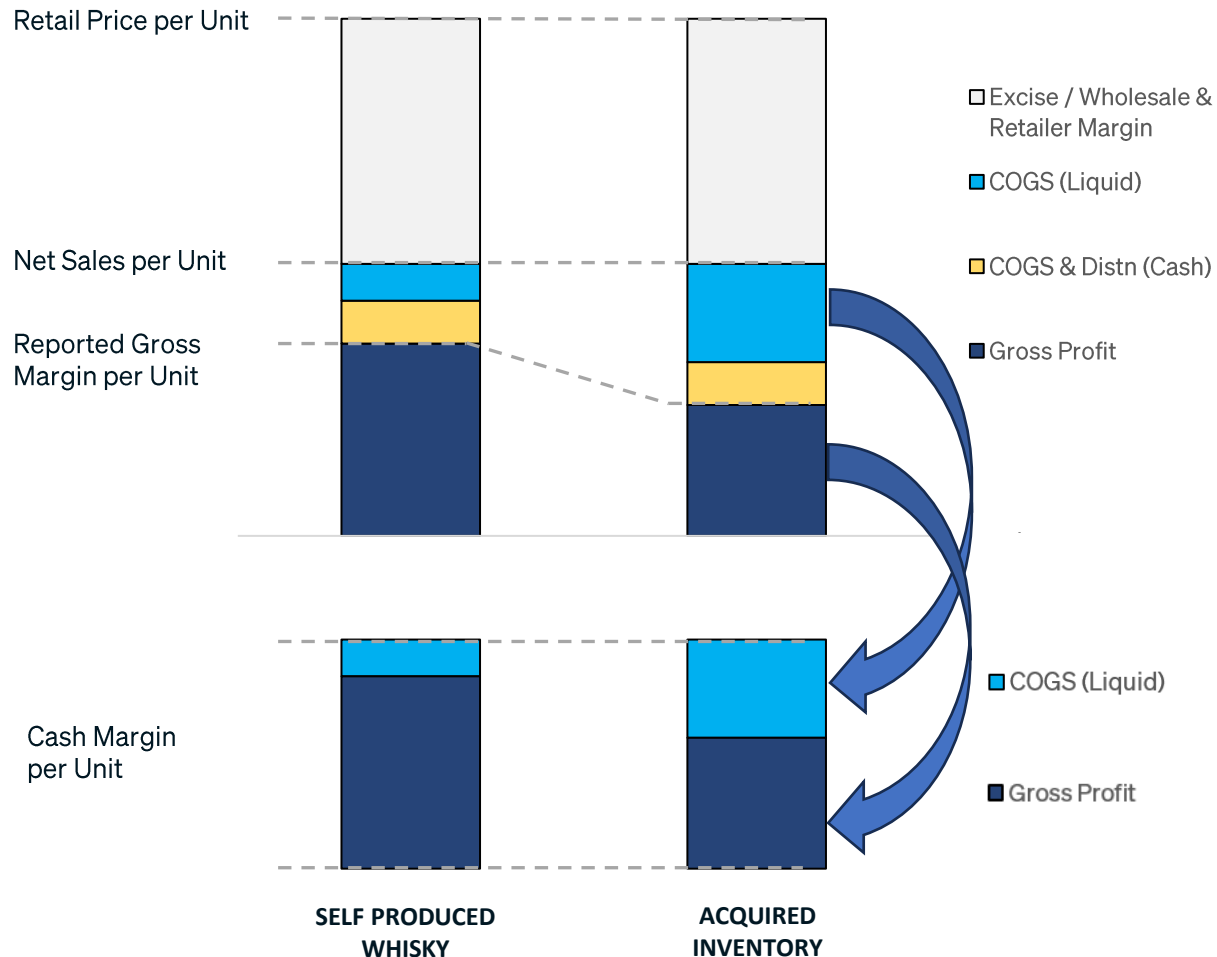 Retail Price per Unit
Excise / Wholesale &
Retailer Margin
COGS (Liquid)
Net Sales per Unit
COGS & Distn (Cash)
Reported Gross
Margin per Unit
Gross Profit
COGS (Liquid)
Cash Margin
per Unit
Gross Profit
SELF PRODUCED
WHISKY
ACQUIRED
INVENTORY